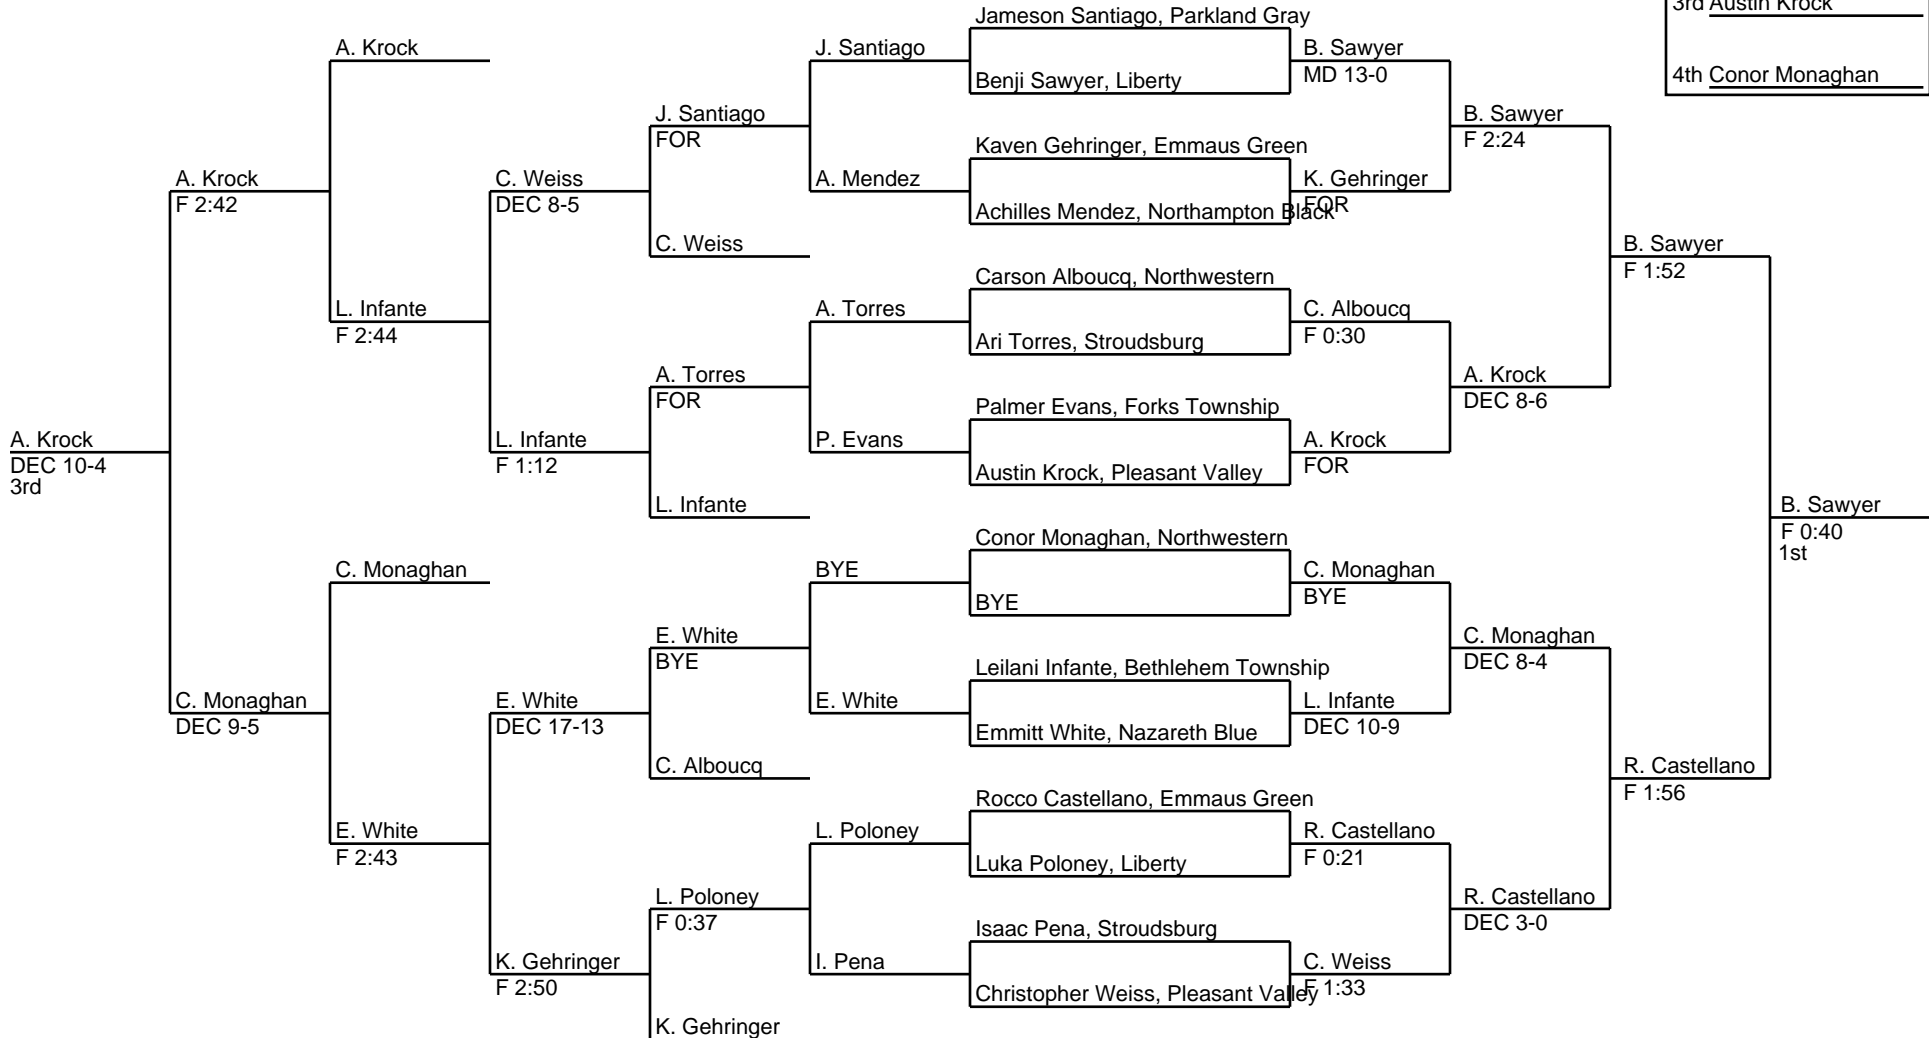 Jameson Santiago, Parkland Gray
3rd Austin Krock
A. Krock
J. Santiago
B. Sawyer
MD 13-0
Benji Sawyer, Liberty
4th Conor Monaghan
J. Santiago
FOR
B. Sawyer
F 2:24
Kaven Gehringer, Emmaus Green
A. Krock
F 2:42
C. Weiss
DEC 8-5
A. Mendez
K. Gehringer
FOR
Achilles Mendez, Northampton Black
C. Weiss
B. Sawyer
F 1:52
Carson Alboucq, Northwestern
L. Infante
F 2:44
A. Torres
C. Alboucq
F 0:30
Ari Torres, Stroudsburg
A. Torres
FOR
A. Krock
DEC 8-6
Palmer Evans, Forks Township
A. Krock
DEC 10-4
3rd
L. Infante
F 1:12
P. Evans
A. Krock
FOR
Austin Krock, Pleasant Valley
L. Infante
B. Sawyer
F 0:40
1st
Conor Monaghan, Northwestern
C. Monaghan
BYE
C. Monaghan
BYE
BYE
E. White
BYE
C. Monaghan
DEC 8-4
Leilani Infante, Bethlehem Township
C. Monaghan
DEC 9-5
E. White
DEC 17-13
E. White
L. Infante
DEC 10-9
Emmitt White, Nazareth Blue
C. Alboucq
R. Castellano
F 1:56
Rocco Castellano, Emmaus Green
E. White
F 2:43
L. Poloney
R. Castellano
F 0:21
Luka Poloney, Liberty
L. Poloney
F 0:37
R. Castellano
DEC 3-0
Isaac Pena, Stroudsburg
K. Gehringer
F 2:50
I. Pena
C. Weiss
F 1:33
Christopher Weiss, Pleasant Valley
K. Gehringer